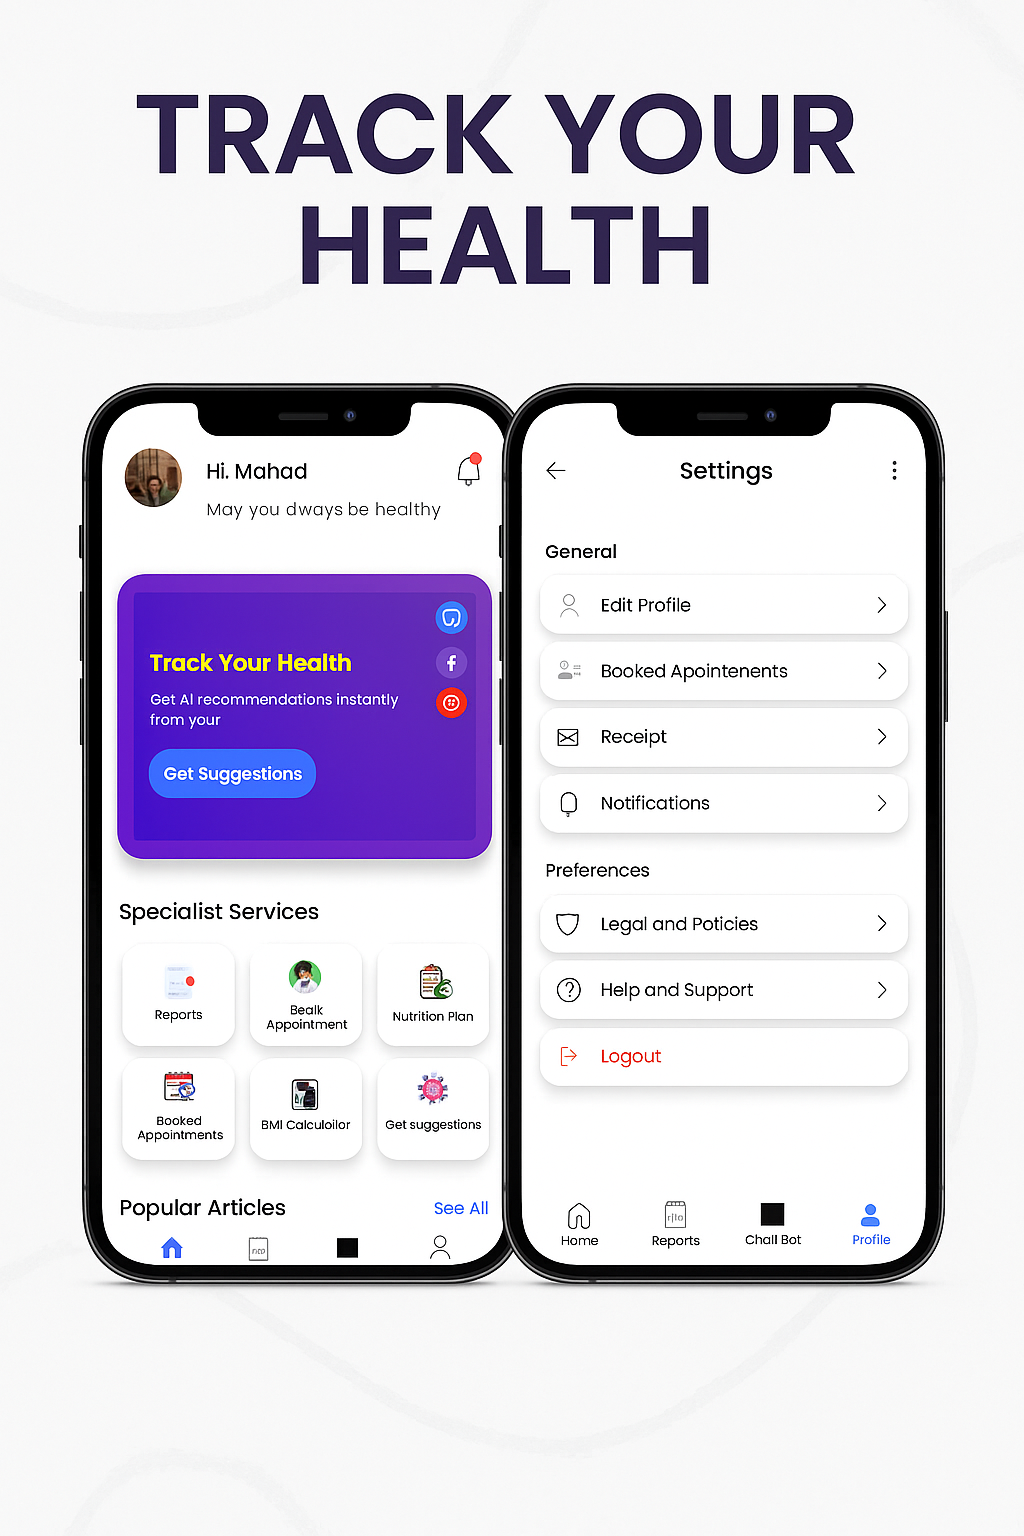 TRACK YOUR
HEALTH
Hi. Mahad
May you dways be healthy
Track Your Health
Get AI recommendations instantly
from your
Get Suggestions
Specialist Services
Reports
Bealk
Appointment
Nutrition Plan
Booked
Appointments
BMI Calculoilor
Get suggestions
Popular Articles
See All
Settings
General
Edit Profile
Booked Apointenents
Receipt
Notifications
Preferences
Legal and Poticies
Help and Support
Logout
Home
Reports
Chall Bot
Profile